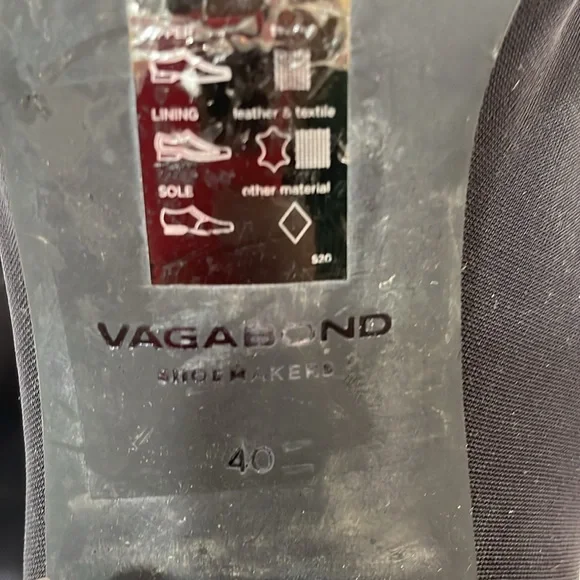 LINING leather & textile
SOLE other material
S20
VAGABOND
SHOEMAKERS
40